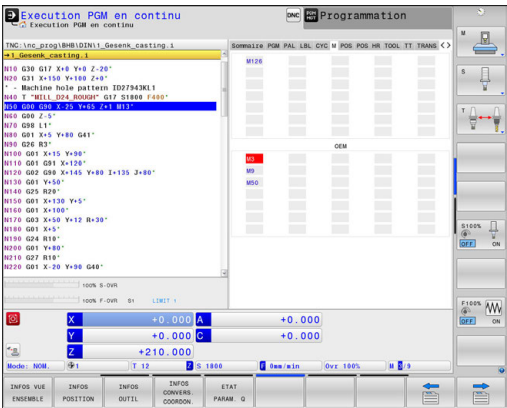 Execution PGM en continu
Execution PGM en continu
DNC
Programmation
TNC:\nc_prog\BHB\DIN\1_Gesenk_casting.i
→1_Gesenk_casting.i
N10 G30 G17 X+0 Y+0 Z-20*
N20 G31 X+150 Y+100 Z+0*
* - Machine hole pattern ID27943KL1
N40 T "MILL_D24_ROUGH" G17 S1800 F400*
N50 G00 G90 X-25 Y+65 Z+1 M13*
N60 G00 Z-5*
N70 G98 L1*
N80 G01 X+5 Y+80 G41*
N90 G26 R3*
N100 G01 X+15 Y+90*
N110 G01 G91 X+120*
N120 G02 G90 X+145 Y+80 I+135 J+80*
N130 G01 Y+50*
N140 G25 R20*
N150 G01 X+130 Y+5*
N160 G01 X+100*
N170 G03 X+50 Y+12 R+30*
N180 G01 X+5*
N190 G24 R10*
N200 G01 Y+80*
N210 G27 R10*
N220 G01 X-20 Y+90 G40*
Sommaire PGM PAL LBL CYC M POS POS HR TOOL TT TRANS
M126
OEM
M3
M9
M50
100% S-OVR
100% F-OVR S1 LIMIT 1
X +0.000 A +0.000
Y +0.000 C +0.000
Z +210.000
Mode: NOM. 1 T 12 Z S 1800 F 0mm/min Ovr 100% M 5/9
INFOS VUE ENSEMBLE
INFOS POSITION
INFOS OUTIL
INFOS CONVERS. COORDON.
ETAT PARAM. Q
M
S
T
S100%
OFF ON
F100%
OFF ON